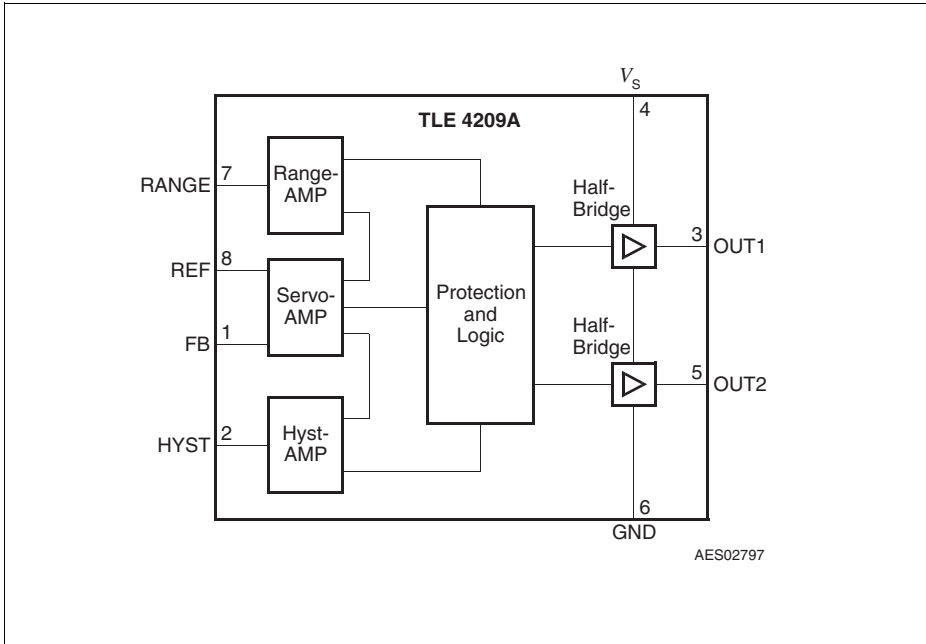 V_S
4
TLE 4209A
RANGE 7
Range-
AMP
Half-
Bridge
3 OUT1
REF 8
Servo-
AMP
Protection
and
Logic
FB 1
Half-
Bridge
5 OUT2
HYST 2
Hyst-
AMP
6
GND
AES02797